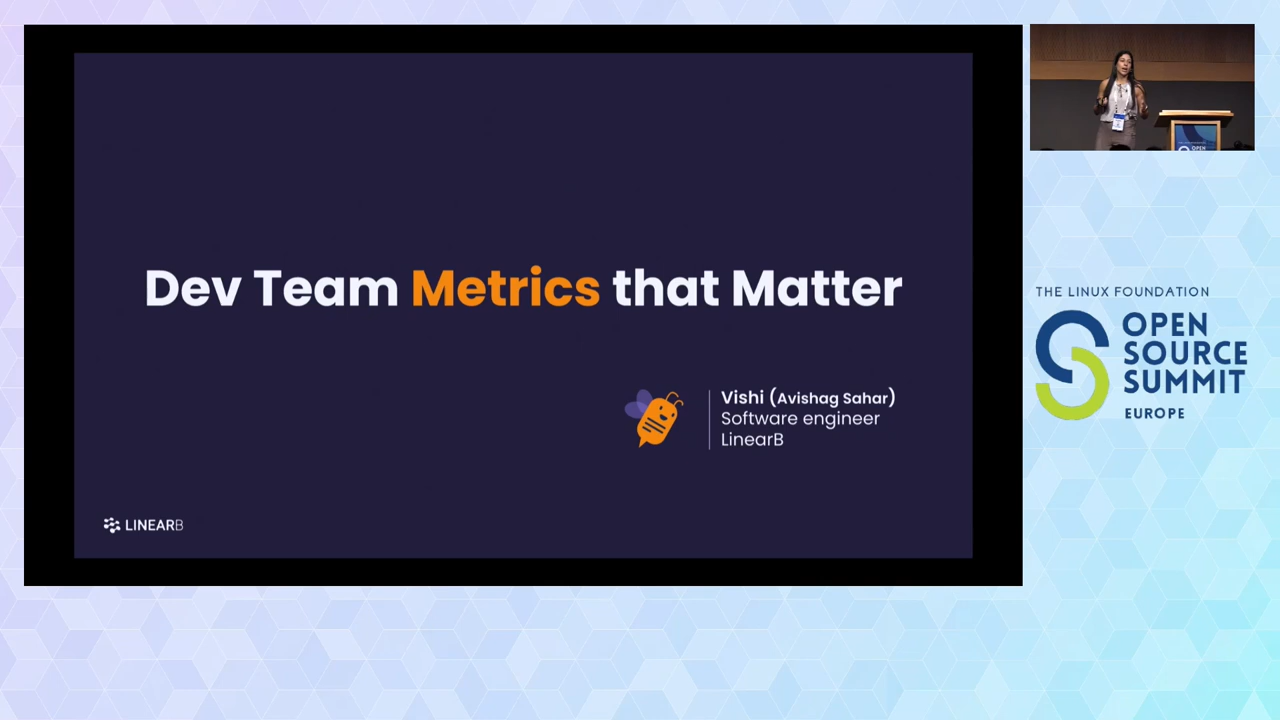 Dev Team Metrics that Matter
Vishi (Avishag Sahar)
Software engineer
LinearB
LINEARB
OPEN
THE LINUX FOUNDATION
OPEN
SOURCE
SUMMIT
EUROPE